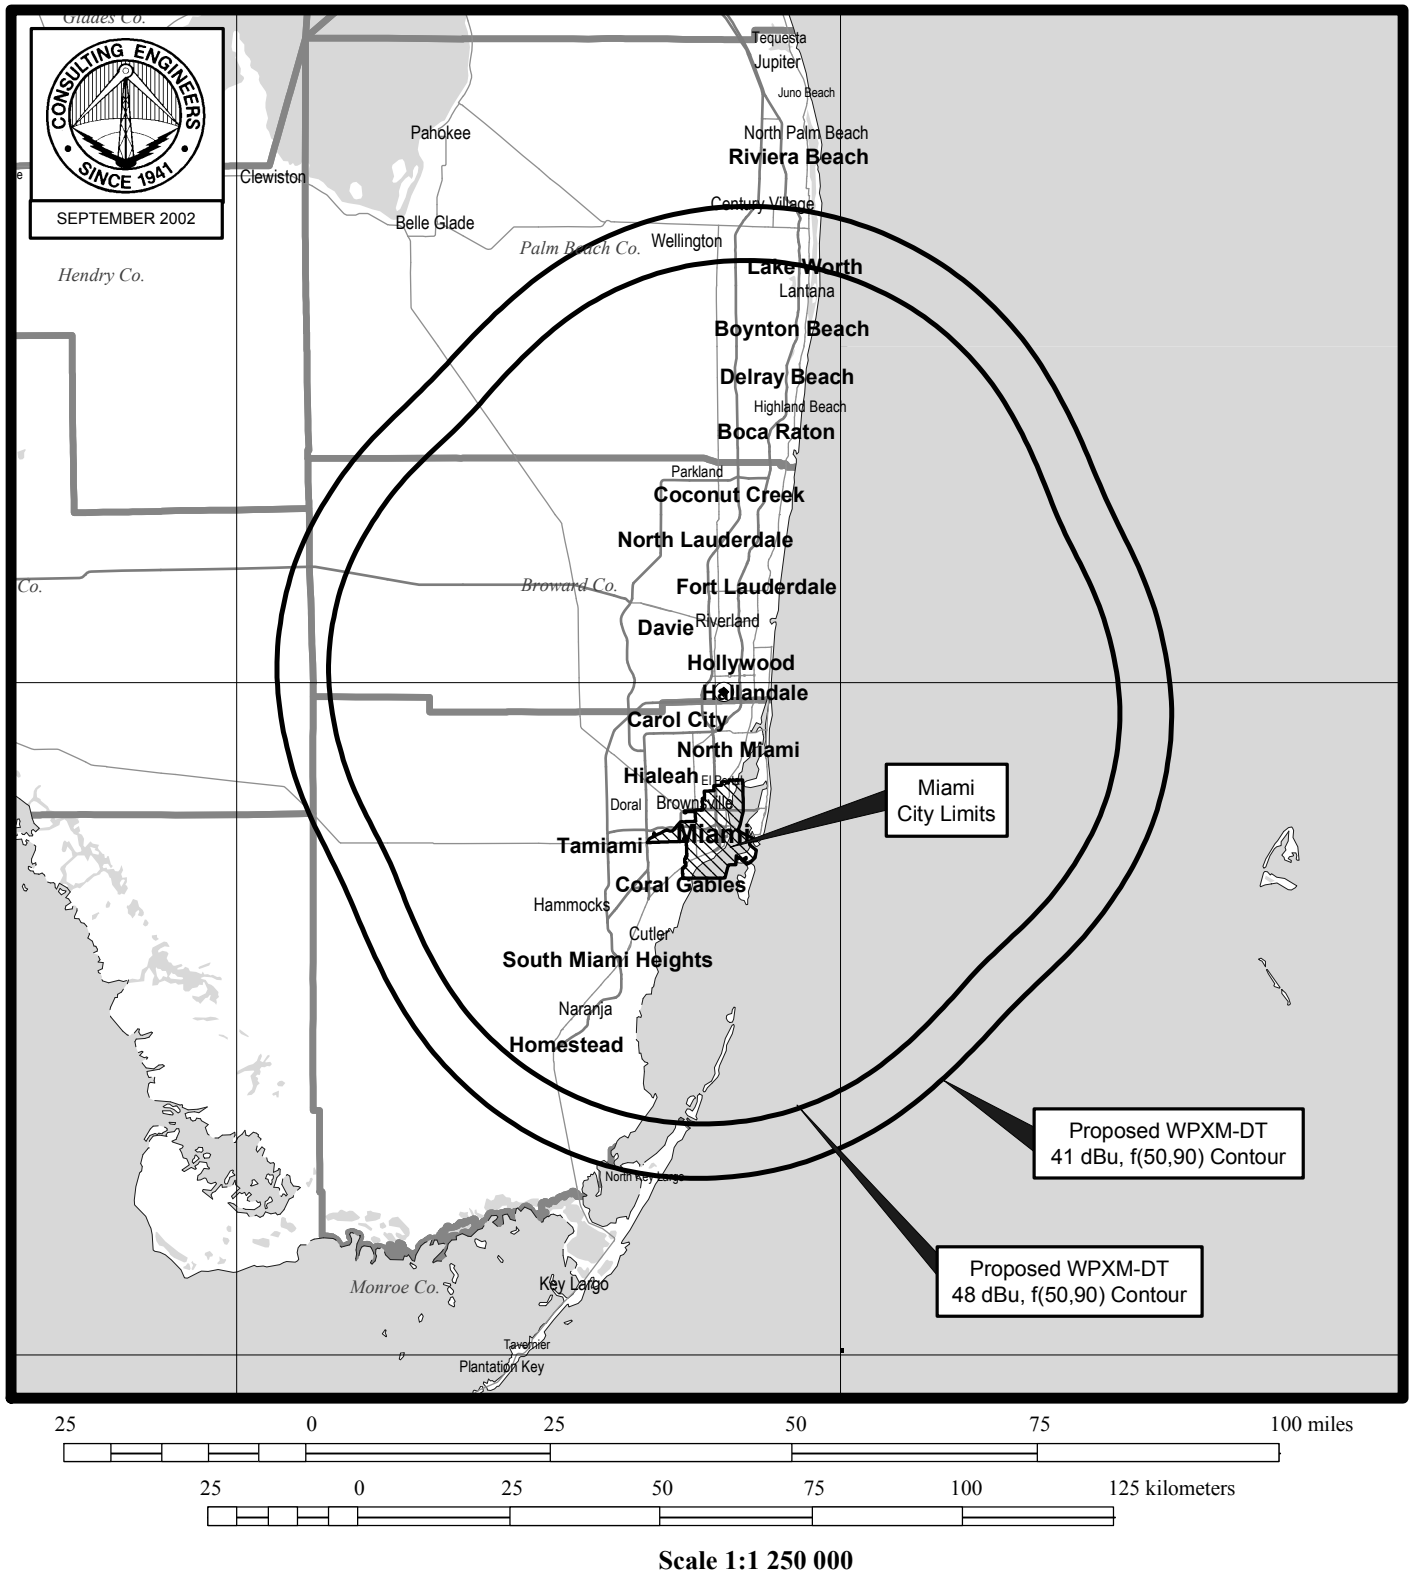 Glades Co.
CONSULTING ENGINEERS
SINCE 1941
SEPTEMBER 2002
Tequesta
Jupiter
Juno Beach
Pahokee
North Palm Beach
Riviera Beach
e
Clewiston
Century Village
Belle Glade
Wellington
Palm Beach Co.
Lake Worth
Hendry Co.
Lantana
Boynton Beach
Delray Beach
Highland Beach
Boca Raton
Parkland
Coconut Creek
North Lauderdale
Co.
Broward Co.
Fort Lauderdale
Riverland
Davie
Hollywood
Hallandale
Carol City
North Miami
Hialeah
Miami
City Limits
Doral
Brownsville
Miami
Tamiami
Coral Gables
Hammocks
Cutler
South Miami Heights
Naranja
Homestead
Proposed WPXM-DT
41 dBu, f(50,90) Contour
North Key Largo
Proposed WPXM-DT
48 dBu, f(50,90) Contour
Monroe Co.
Key Largo
Tavernier
Plantation Key
25 0 25 50 75 100 miles
25 0 25 50 75 100 125 kilometers
Scale 1:1 250 000